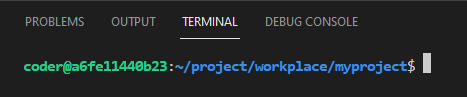 PROBLEMS OUTPUT TERMINAL DEBUG CONSOLE
coder@a6fe11440b23:~/project/workplace/myproject$